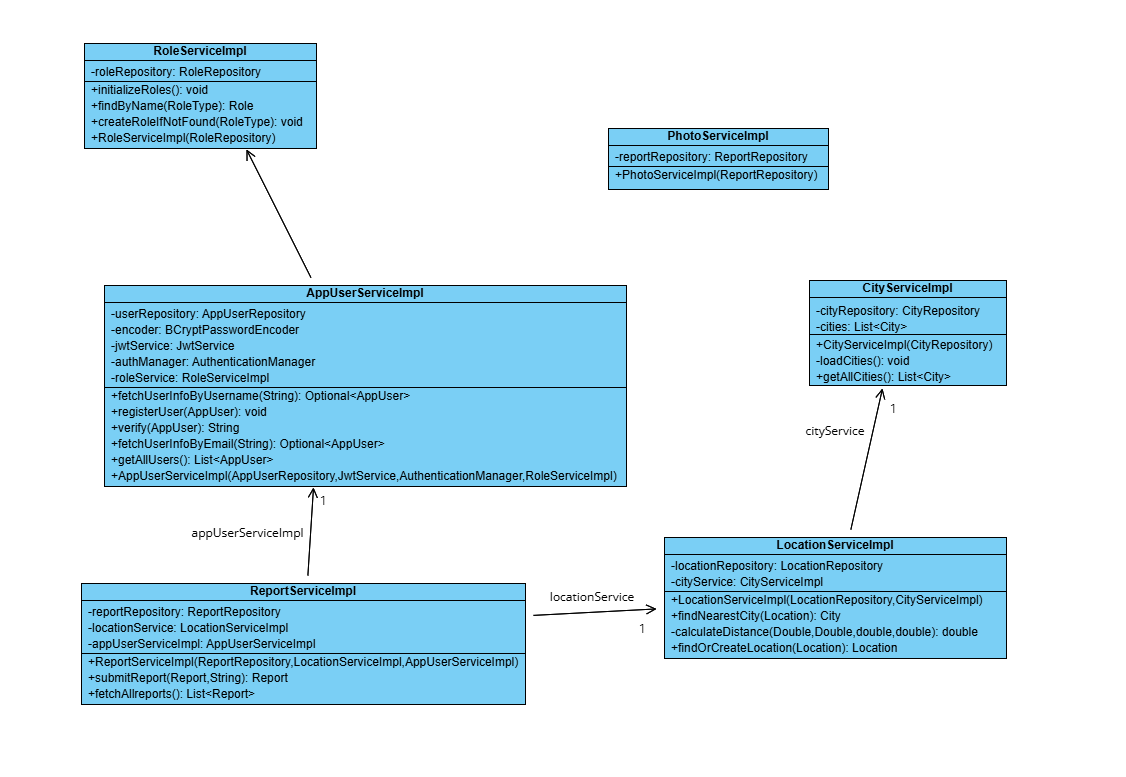 RoleServiceImpl
-roleRepository: RoleRepository
+initializeRoles(): void
+findByName(RoleType): Role
+createRoleIfNotFound(RoleType): void
+RoleServiceImpl(RoleRepository)
PhotoServiceImpl
-reportRepository: ReportRepository
+PhotoServiceImpl(ReportRepository)
AppUserServiceImpl
-userRepository: AppUserRepository
-encoder: BCryptPasswordEncoder
-jwtService: JwtService
-authManager: AuthenticationManager
-roleService: RoleServiceImpl
+fetchUserInfoByUsername(String): Optional<AppUser>
+registerUser(AppUser): void
+verify(AppUser): String
+fetchUserInfoByEmail(String): Optional<AppUser>
+getAllUsers(): List<AppUser>
+AppUserServiceImpl(AppUserRepository,JwtService,AuthenticationManager,RoleServiceImpl)
CityServiceImpl
-cityRepository: CityRepository
-cities: List<City>
+CityServiceImpl(CityRepository)
-loadCities(): void
+getAllCities(): List<City>
1
cityService
1
appUserServiceImpl
LocationServiceImpl
-locationRepository: LocationRepository
-cityService: CityServiceImpl
+LocationServiceImpl(LocationRepository,CityServiceImpl)
+findNearestCity(Location): City
-calculateDistance(Double,Double,double,double): double
+findOrCreateLocation(Location): Location
locationService
1
ReportServiceImpl
-reportRepository: ReportRepository
-locationService: LocationServiceImpl
-appUserServiceImpl: AppUserServiceImpl
+ReportServiceImpl(ReportRepository,LocationServiceImpl,AppUserServiceImpl)
+submitReport(Report,String): Report
+fetchAllreports(): List<Report>